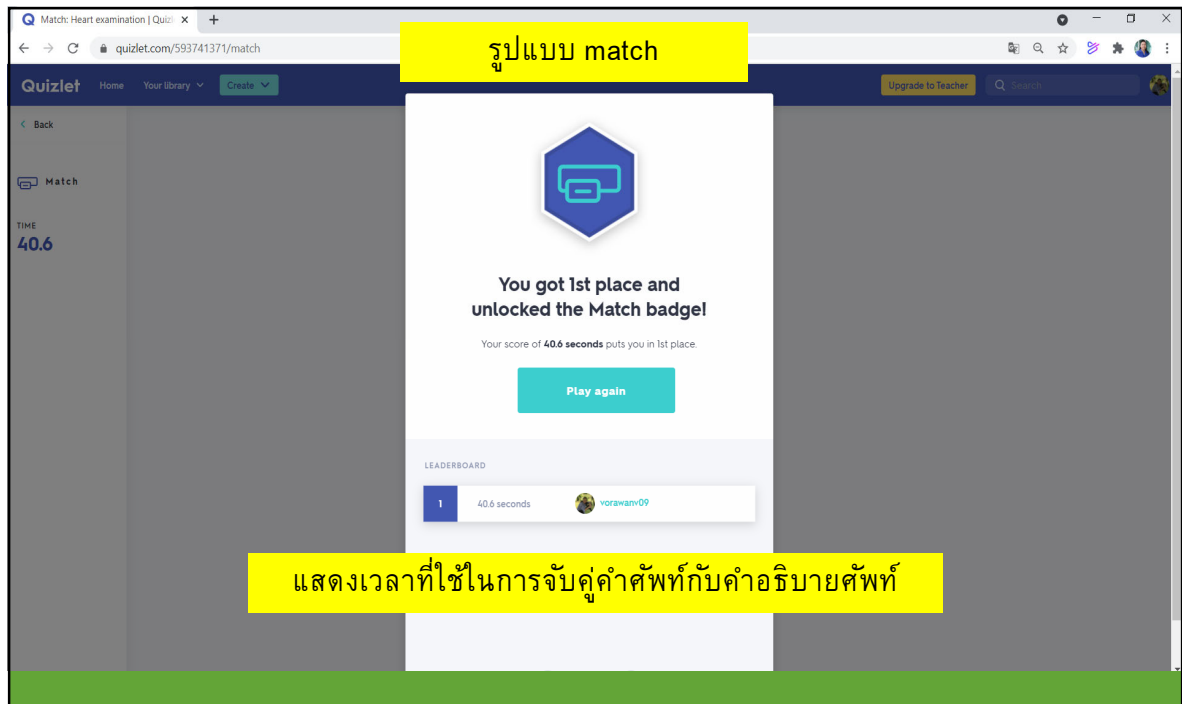 Match: Heart examination | Quiz
quizlet.com/593741371/match
รูปแบบ match
Quizlet Home Your library Create Upgrade to Teacher Search
Back
Match
TIME
40.6
You got 1st place and
unlocked the Match badge!
Your score of 40.6 seconds puts you in 1st place.
Play again
LEADERBOARD
1 40.6 seconds vorawanv09
แสดงเวลาที่ใช้ในการจับคู่คำศัพท์กับคำอธิบายศัพท์